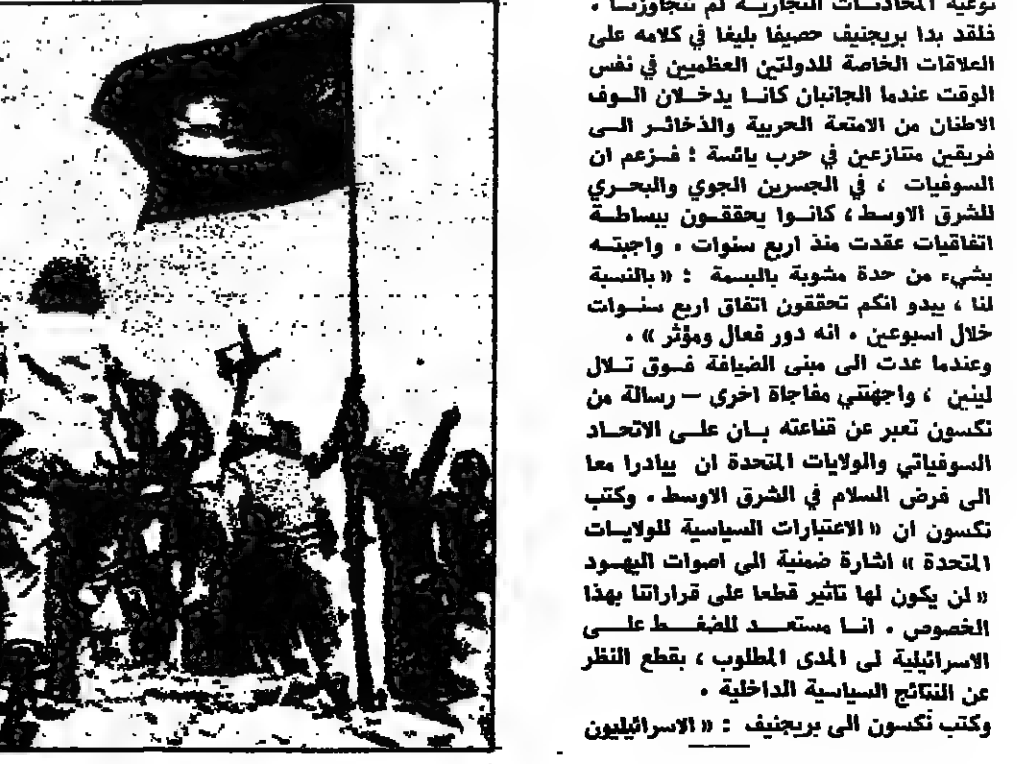 نوعية المحادثات التجارية لم نتجاوزها .
فلقد بدا بريجنيف حصيفا بليغا في كلامه على
العلاقات الخاصة للدولتين العظميين في نفس
الوقت عندما الجانبان كانا يدخلان الوف
الاطنان من الامتعة الحربية والذخائر الى
فريقين متنازعين في حرب يائسة ؛ فزعم ان
السوفيات ، في الجسرين الجوي والبحري
للشرق الاوسط ، كانوا يحققون ببساطة
اتفاقيات عقدت منذ اربع سنوات . واجبته
بشيء من حدة مشوبة بالبسمة : « بالنسبة
لنا ، يبدو انكم تحققون اتفاق اربع سنوات
خلال اسبوعين . انه دور فعال ومؤثر » .
وعندما عدت الى مبنى الضيافة فوق تلال
لينين ، واجهتني مفاجاة اخرى — رسالة من
نكسون تعبر عن قناعته بان على الاتحاد
السوفياتي والولايات المتحدة ان يبادرا معا
الى فرض السلام في الشرق الاوسط . وكتب
نكسون ان « الاعتبارات السياسية للولايات
المتحدة » اشارة ضمنية الى اصوات اليهود
« لن يكون لها تأثير قطعا على قراراتنا بهذا
الخصوص . انا مستعد للضغط على
الاسرائيلية لى المدى المطلوب ، بقطع النظر
عن النتائج السياسية الداخلية .
وكتب نكسون الى بريجنيف : « الاسرائيليون